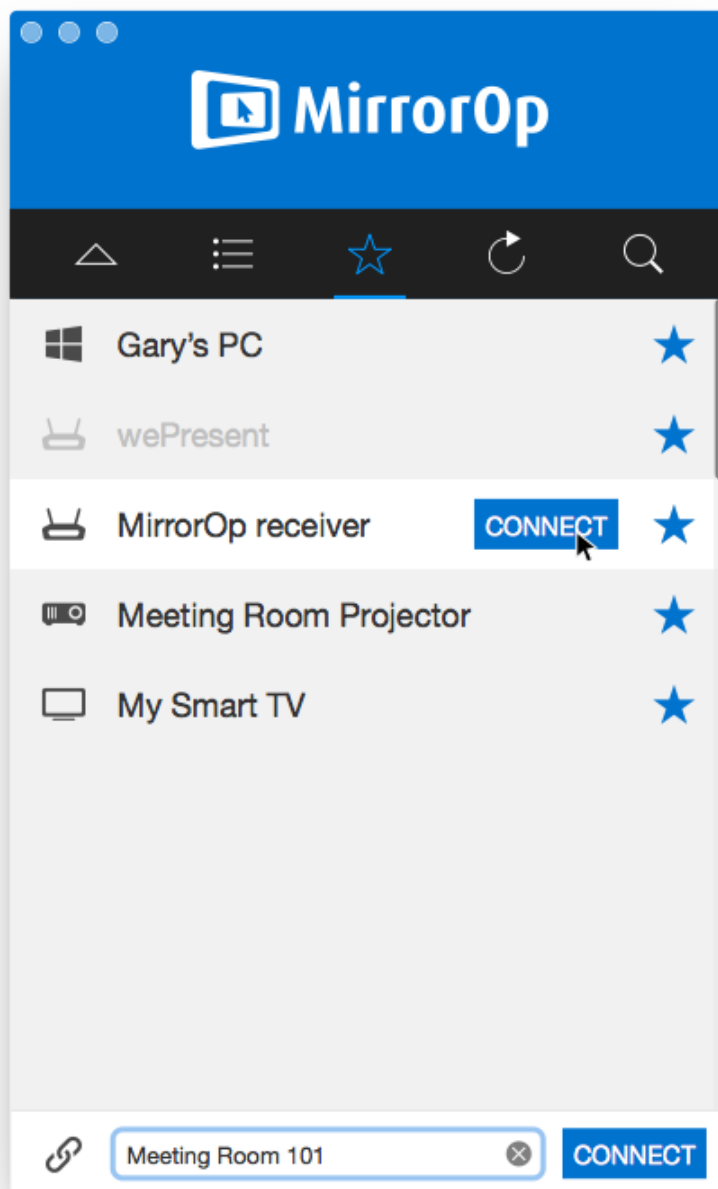 MirrorOp
Gary's PC
wePresent
MirrorOp receiver CONNECT
Meeting Room Projector
My Smart TV
Meeting Room 101 CONNECT